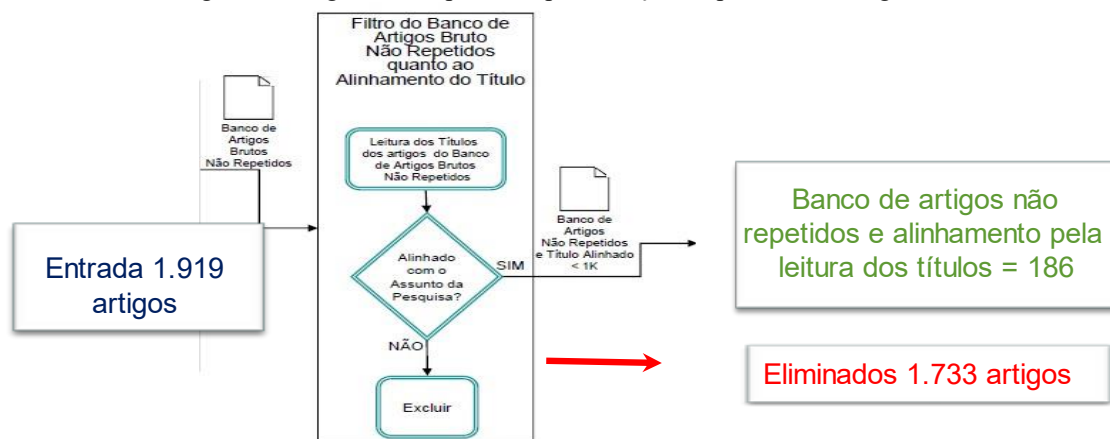 Filtro do Banco de
Artigos Bruto
Não Repetidos
quanto ao
Alinhamento do Título
Banco de
Artigos
Brutos
Não Repetidos
Leitura dos Títulos
dos artigos do Banco
de Artigos Brutos
Não Repetidos
Banco de
Artigos
Não Repetidos
e Título Alinhado
< 1K
Alinhado
com o
Assunto da
Pesquisa?
SIM
NÃO
Excluir
Entrada 1.919
artigos
Banco de artigos não
repetidos e alinhamento pela
leitura dos títulos = 186
Eliminados 1.733 artigos